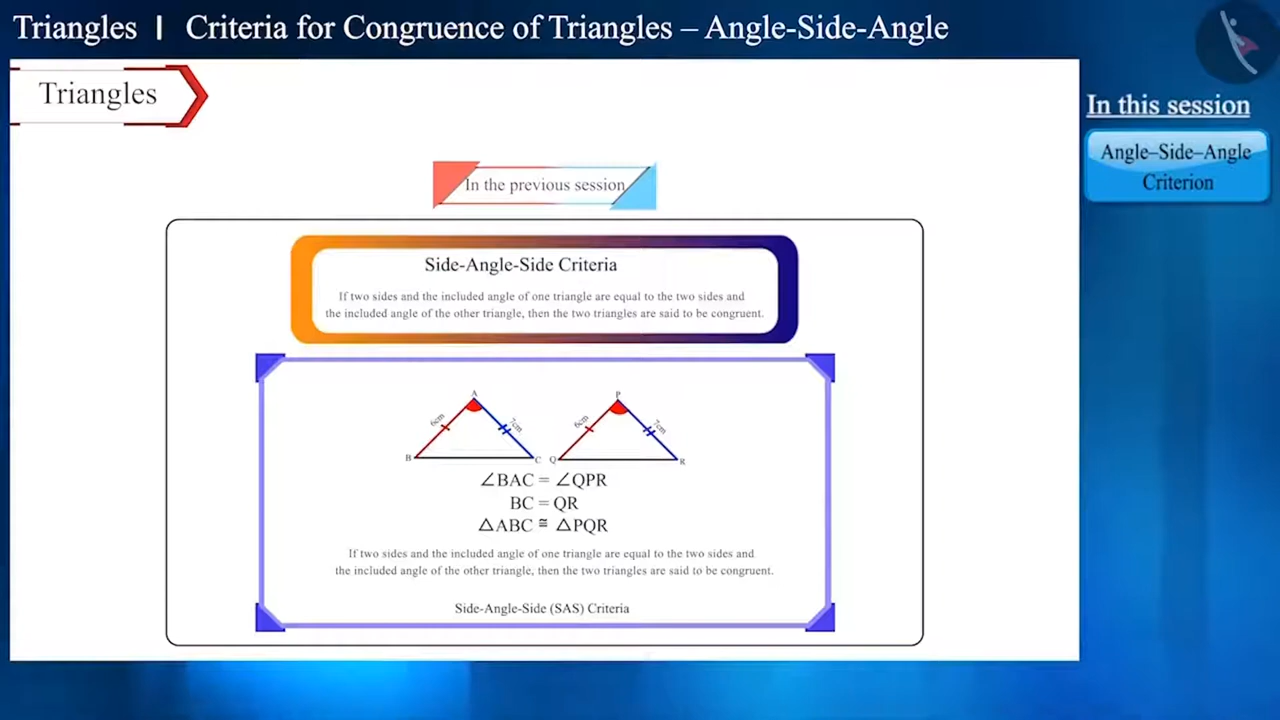 Triangles | Criteria for Congruence of Triangles – Angle-Side-Angle
Triangles
In this session
Angle–Side–Angle
Criterion
In the previous session
Side-Angle-Side Criteria
If two sides and the included angle of one triangle are equal to the two sides and
the included angle of the other triangle, then the two triangles are said to be congruent.
A
P
6cm
7cm
6cm
7cm
B
C
Q
R
∠BAC = ∠QPR
BC = QR
△ABC ≅ △PQR
If two sides and the included angle of one triangle are equal to the two sides and
the included angle of the other triangle, then the two triangles are said to be congruent.
Side-Angle-Side (SAS) Criteria